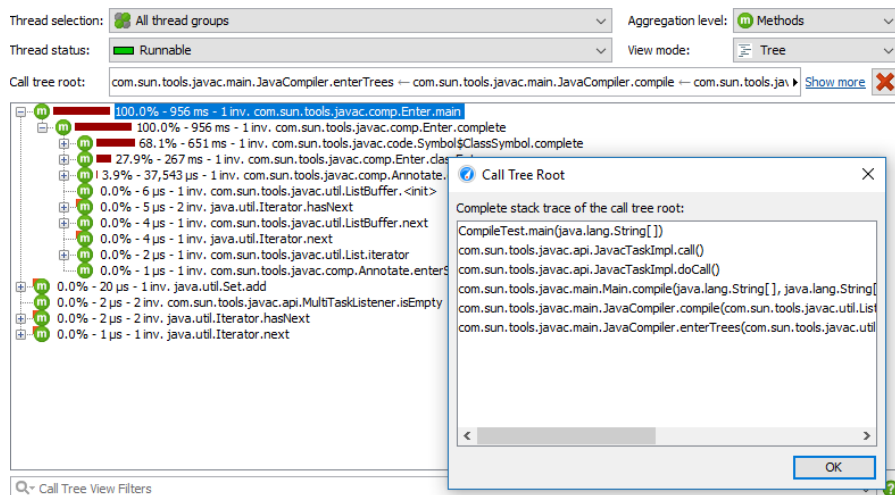 Thread selection: All thread groups Aggregation level: Methods
Thread status: Runnable View mode: Tree
Call tree root: com.sun.tools.javac.main.JavaCompiler.enterTrees ← com.sun.tools.javac.main.JavaCompiler.compile ← com.sun.tools.jav Show more
100.0% - 956 ms - 1 inv. com.sun.tools.javac.comp.Enter.main
100.0% - 956 ms - 1 inv. com.sun.tools.javac.comp.Enter.complete
68.1% - 651 ms - 1 inv. com.sun.tools.javac.code.Symbol$ClassSymbol.complete
27.9% - 267 ms - 1 inv. com.sun.tools.javac.comp.Enter.clas
3.9% - 37,543 µs - 1 inv. com.sun.tools.javac.comp.Annotate.
0.0% - 6 µs - 1 inv. com.sun.tools.javac.util.ListBuffer.<init>
0.0% - 5 µs - 2 inv. java.util.Iterator.hasNext
0.0% - 4 µs - 1 inv. com.sun.tools.javac.util.ListBuffer.next
0.0% - 4 µs - 1 inv. java.util.Iterator.next
0.0% - 2 µs - 1 inv. com.sun.tools.javac.util.List.iterator
0.0% - 1 µs - 1 inv. com.sun.tools.javac.comp.Annotate.enterS
0.0% - 20 µs - 1 inv. java.util.Set.add
0.0% - 2 µs - 2 inv. com.sun.tools.javac.api.MultiTaskListener.isEmpty
0.0% - 2 µs - 2 inv. java.util.Iterator.hasNext
0.0% - 1 µs - 1 inv. java.util.Iterator.next
Call Tree Root
Complete stack trace of the call tree root:
CompileTest.main(java.lang.String[])
com.sun.tools.javac.api.JavacTaskImpl.call()
com.sun.tools.javac.api.JavacTaskImpl.doCall()
com.sun.tools.javac.main.Main.compile(java.lang.String[], java.lang.String[
com.sun.tools.javac.main.JavaCompiler.compile(com.sun.tools.javac.util.List
com.sun.tools.javac.main.JavaCompiler.enterTrees(com.sun.tools.javac.util
OK
Call Tree View Filters